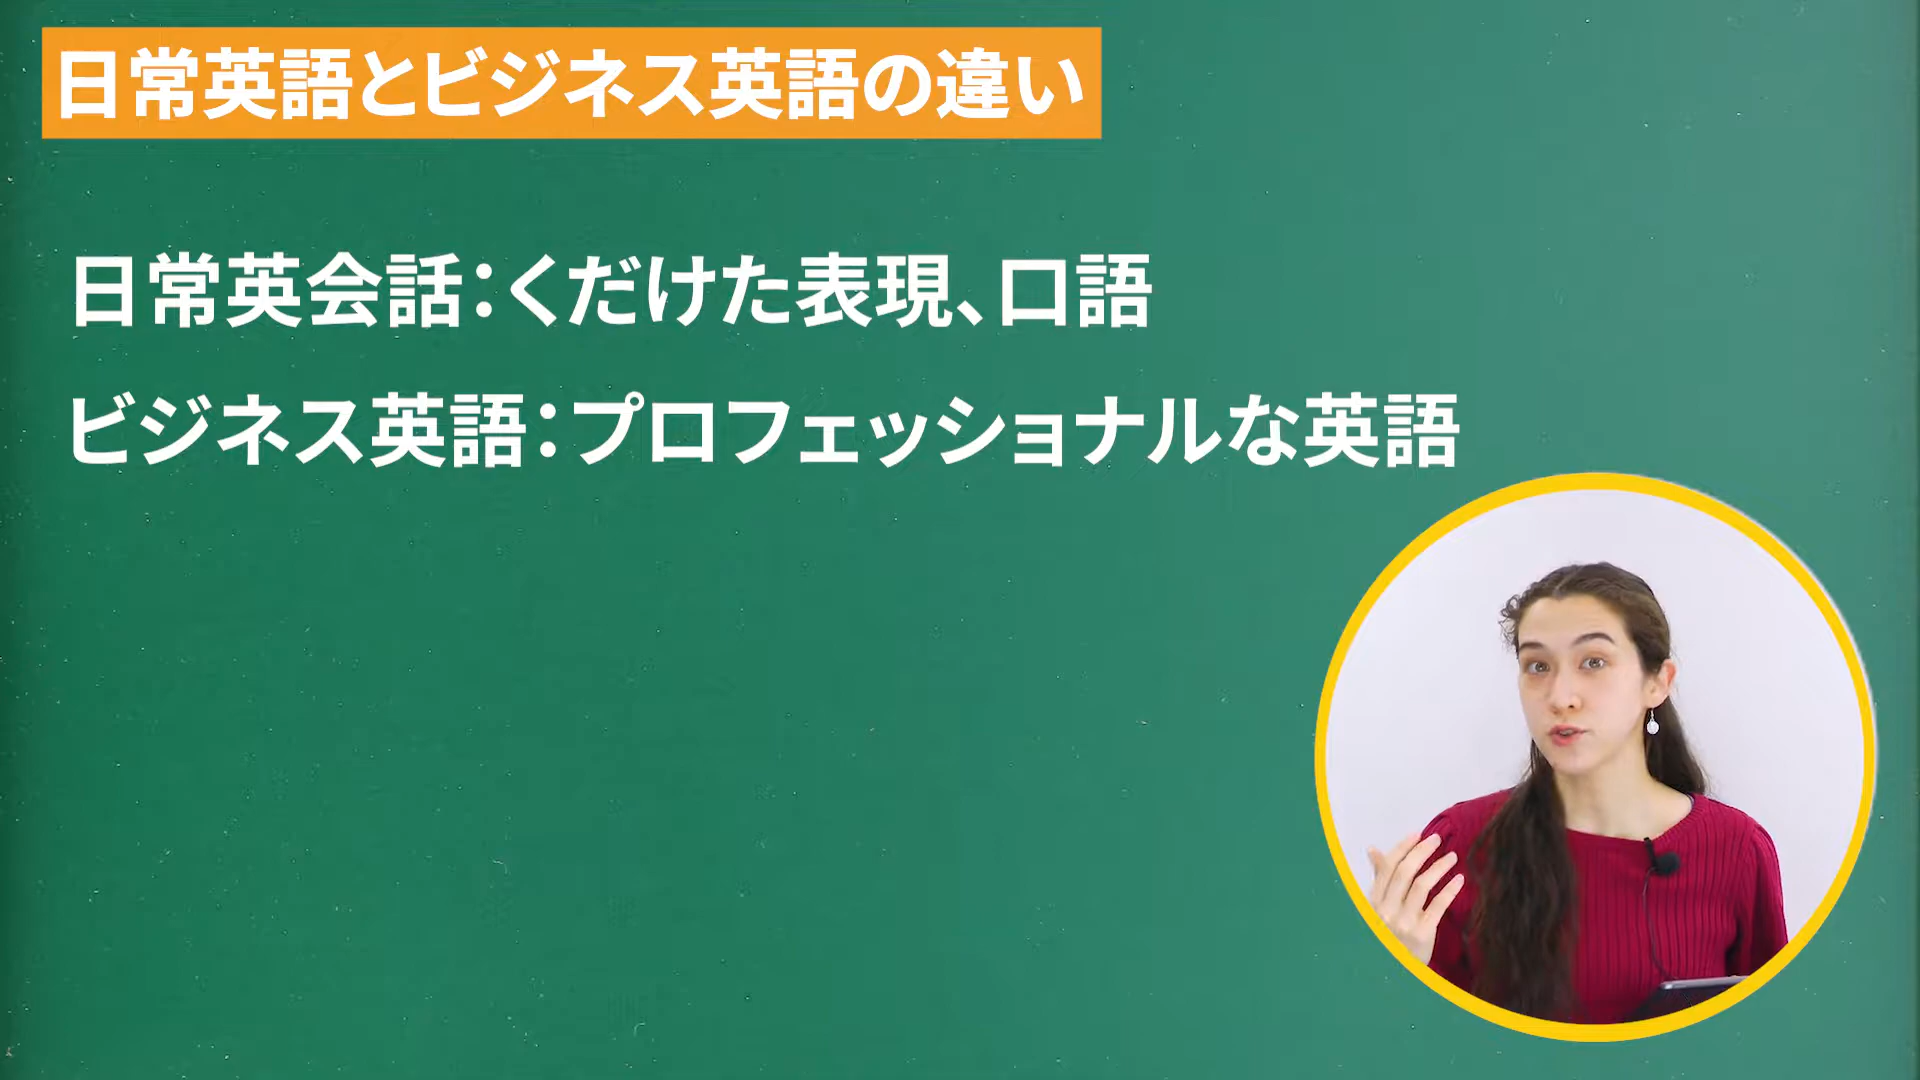 日常英語とビジネス英語の違い
日常英会話：くだけた表現、口語
ビジネス英語：プロフェッショナルな英語